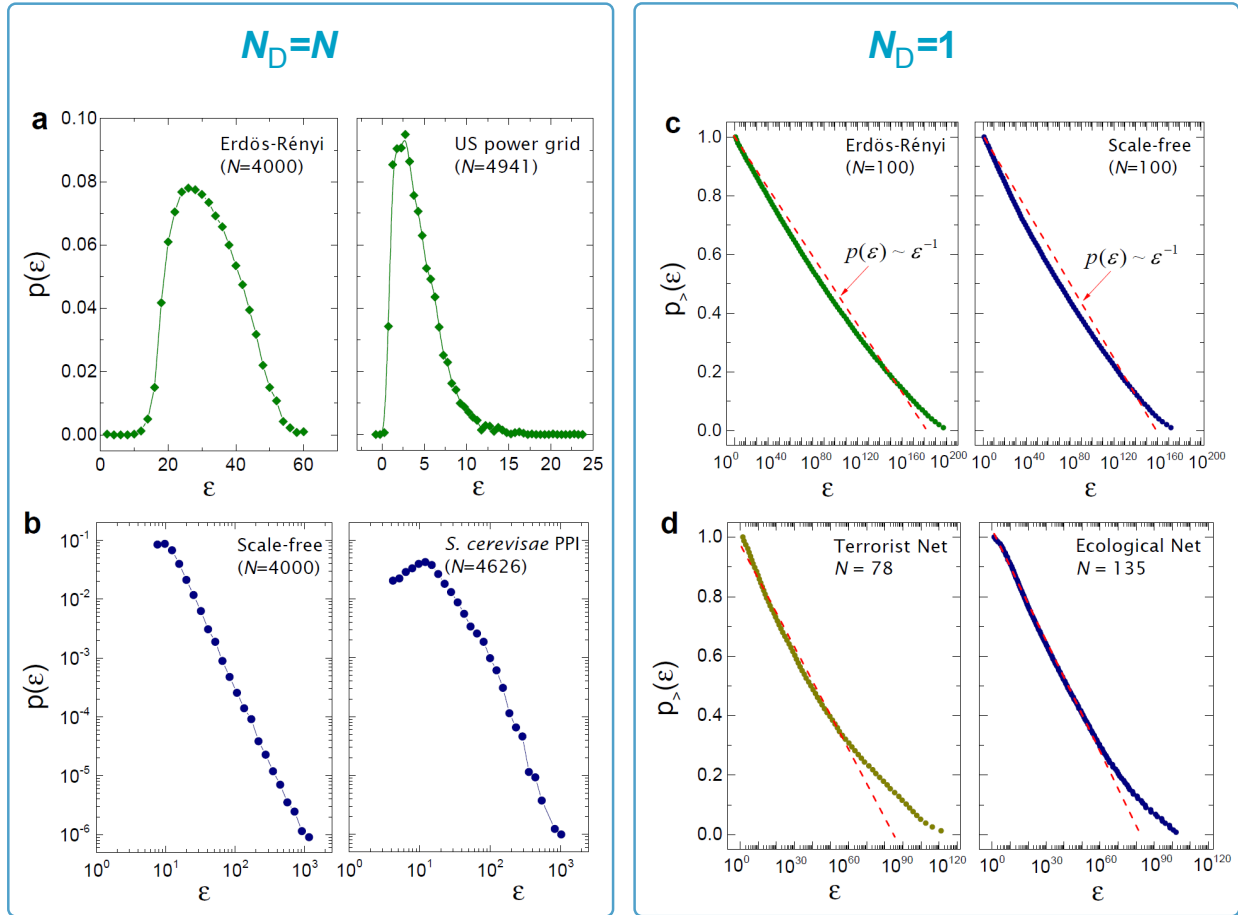 N_D=N
N_D=1
a
0.10
0.08
0.06
0.04
0.02
0.00
p(ε)
Erdös-Rényi
(N=4000)
0 20 40 60
ε
US power grid
(N=4941)
0 5 10 15 20 25
ε
b
10^-1
10^-2
10^-3
10^-4
10^-5
10^-6
p(ε)
Scale-free
(N=4000)
10^0 10^1 10^2 10^3
ε
S. cerevisae PPI
(N=4626)
10^0 10^1 10^2 10^3
ε
c
1.0
0.8
0.6
0.4
0.2
0.0
p_>(ε)
Erdös-Rényi
(N=100)
p(ε) ~ ε^-1
10^0 10^40 10^80 10^120 10^160 10^200
ε
Scale-free
(N=100)
p(ε) ~ ε^-1
10^0 10^40 10^80 10^120 10^160 10^200
ε
d
1.0
0.8
0.6
0.4
0.2
0.0
p_>(ε)
Terrorist Net
N = 78
10^0 10^30 10^60 10^90 10^120
ε
Ecological Net
N = 135
10^0 10^30 10^60 10^90 10^120
ε